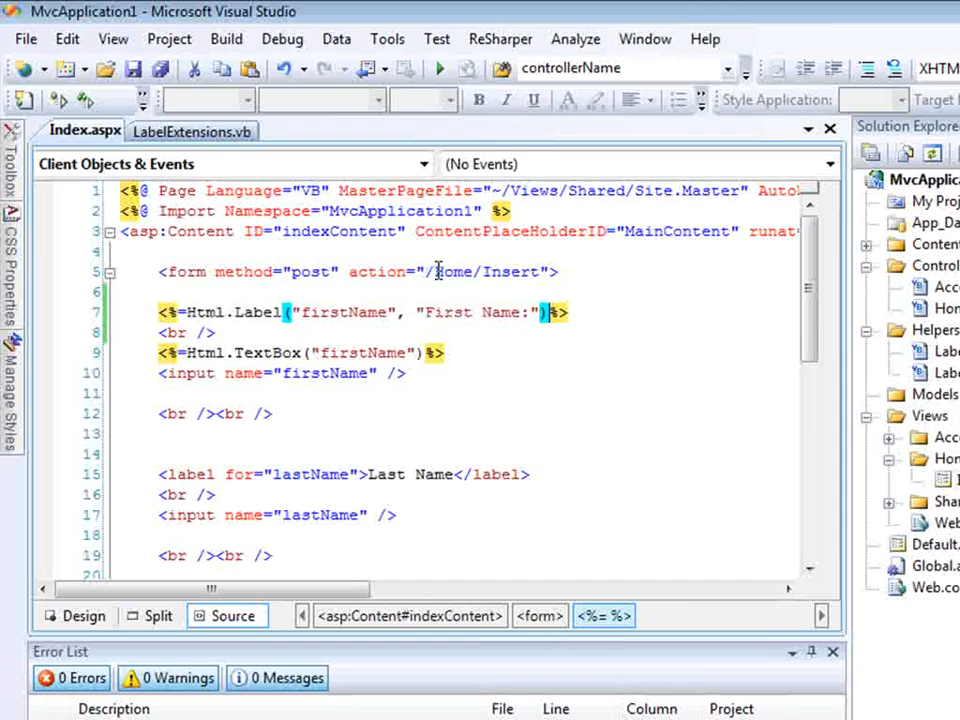 MvcApplication1 - Microsoft Visual Studio
File Edit View Project Build Debug Data Tools Test ReSharper Analyze Window Help
controllerName XHTM
B I U A Style Application: Target
Index.aspx LabelExtensions.vb Solution Explorer
Client Objects & Events (No Events)
1 <%@ Page Language="VB" MasterPageFile="~/Views/Shared/Site.Master" Auto
2 <%@ Import Namespace="MvcApplication1" %>
3 <asp:Content ID="indexContent" ContentPlaceHolderID="MainContent" runat
4
5 <form method="post" action="/Home/Insert">
6
7 <%=Html.Label("firstName", "First Name:")%>
8 <br />
9 <%=Html.TextBox("firstName")%>
10 <input name="firstName" />
11
12 <br /><br />
13
14
15 <label for="lastName">Last Name</label>
16 <br />
17 <input name="lastName" />
18
19 <br /><br />
20
Design Split Source <asp:Content#indexContent> <form> <%= %>
Toolbox
CSS Properties
Manage Styles
MvcApplica
My Proj
App_Da
Content
Control
Acc
Hon
Helpers
Labe
Labe
Models
Views
Acc
Hon
I
Sha
Web
Default.
Global.a
Web.co
Error List
0 Errors 0 Warnings 0 Messages
Description File Line Column Project